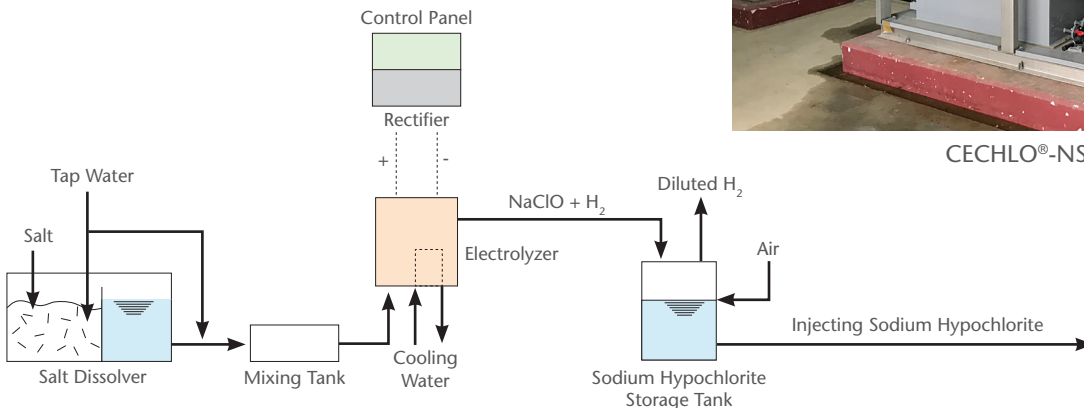 Control Panel
Rectifier
+
-
CECHLO®-NS
Tap Water
Salt
NaClO + H₂
Diluted H₂
Electrolyzer
Air
Injecting Sodium Hypochlorite
Salt Dissolver
Mixing Tank
Cooling
Water
Sodium Hypochlorite
Storage Tank